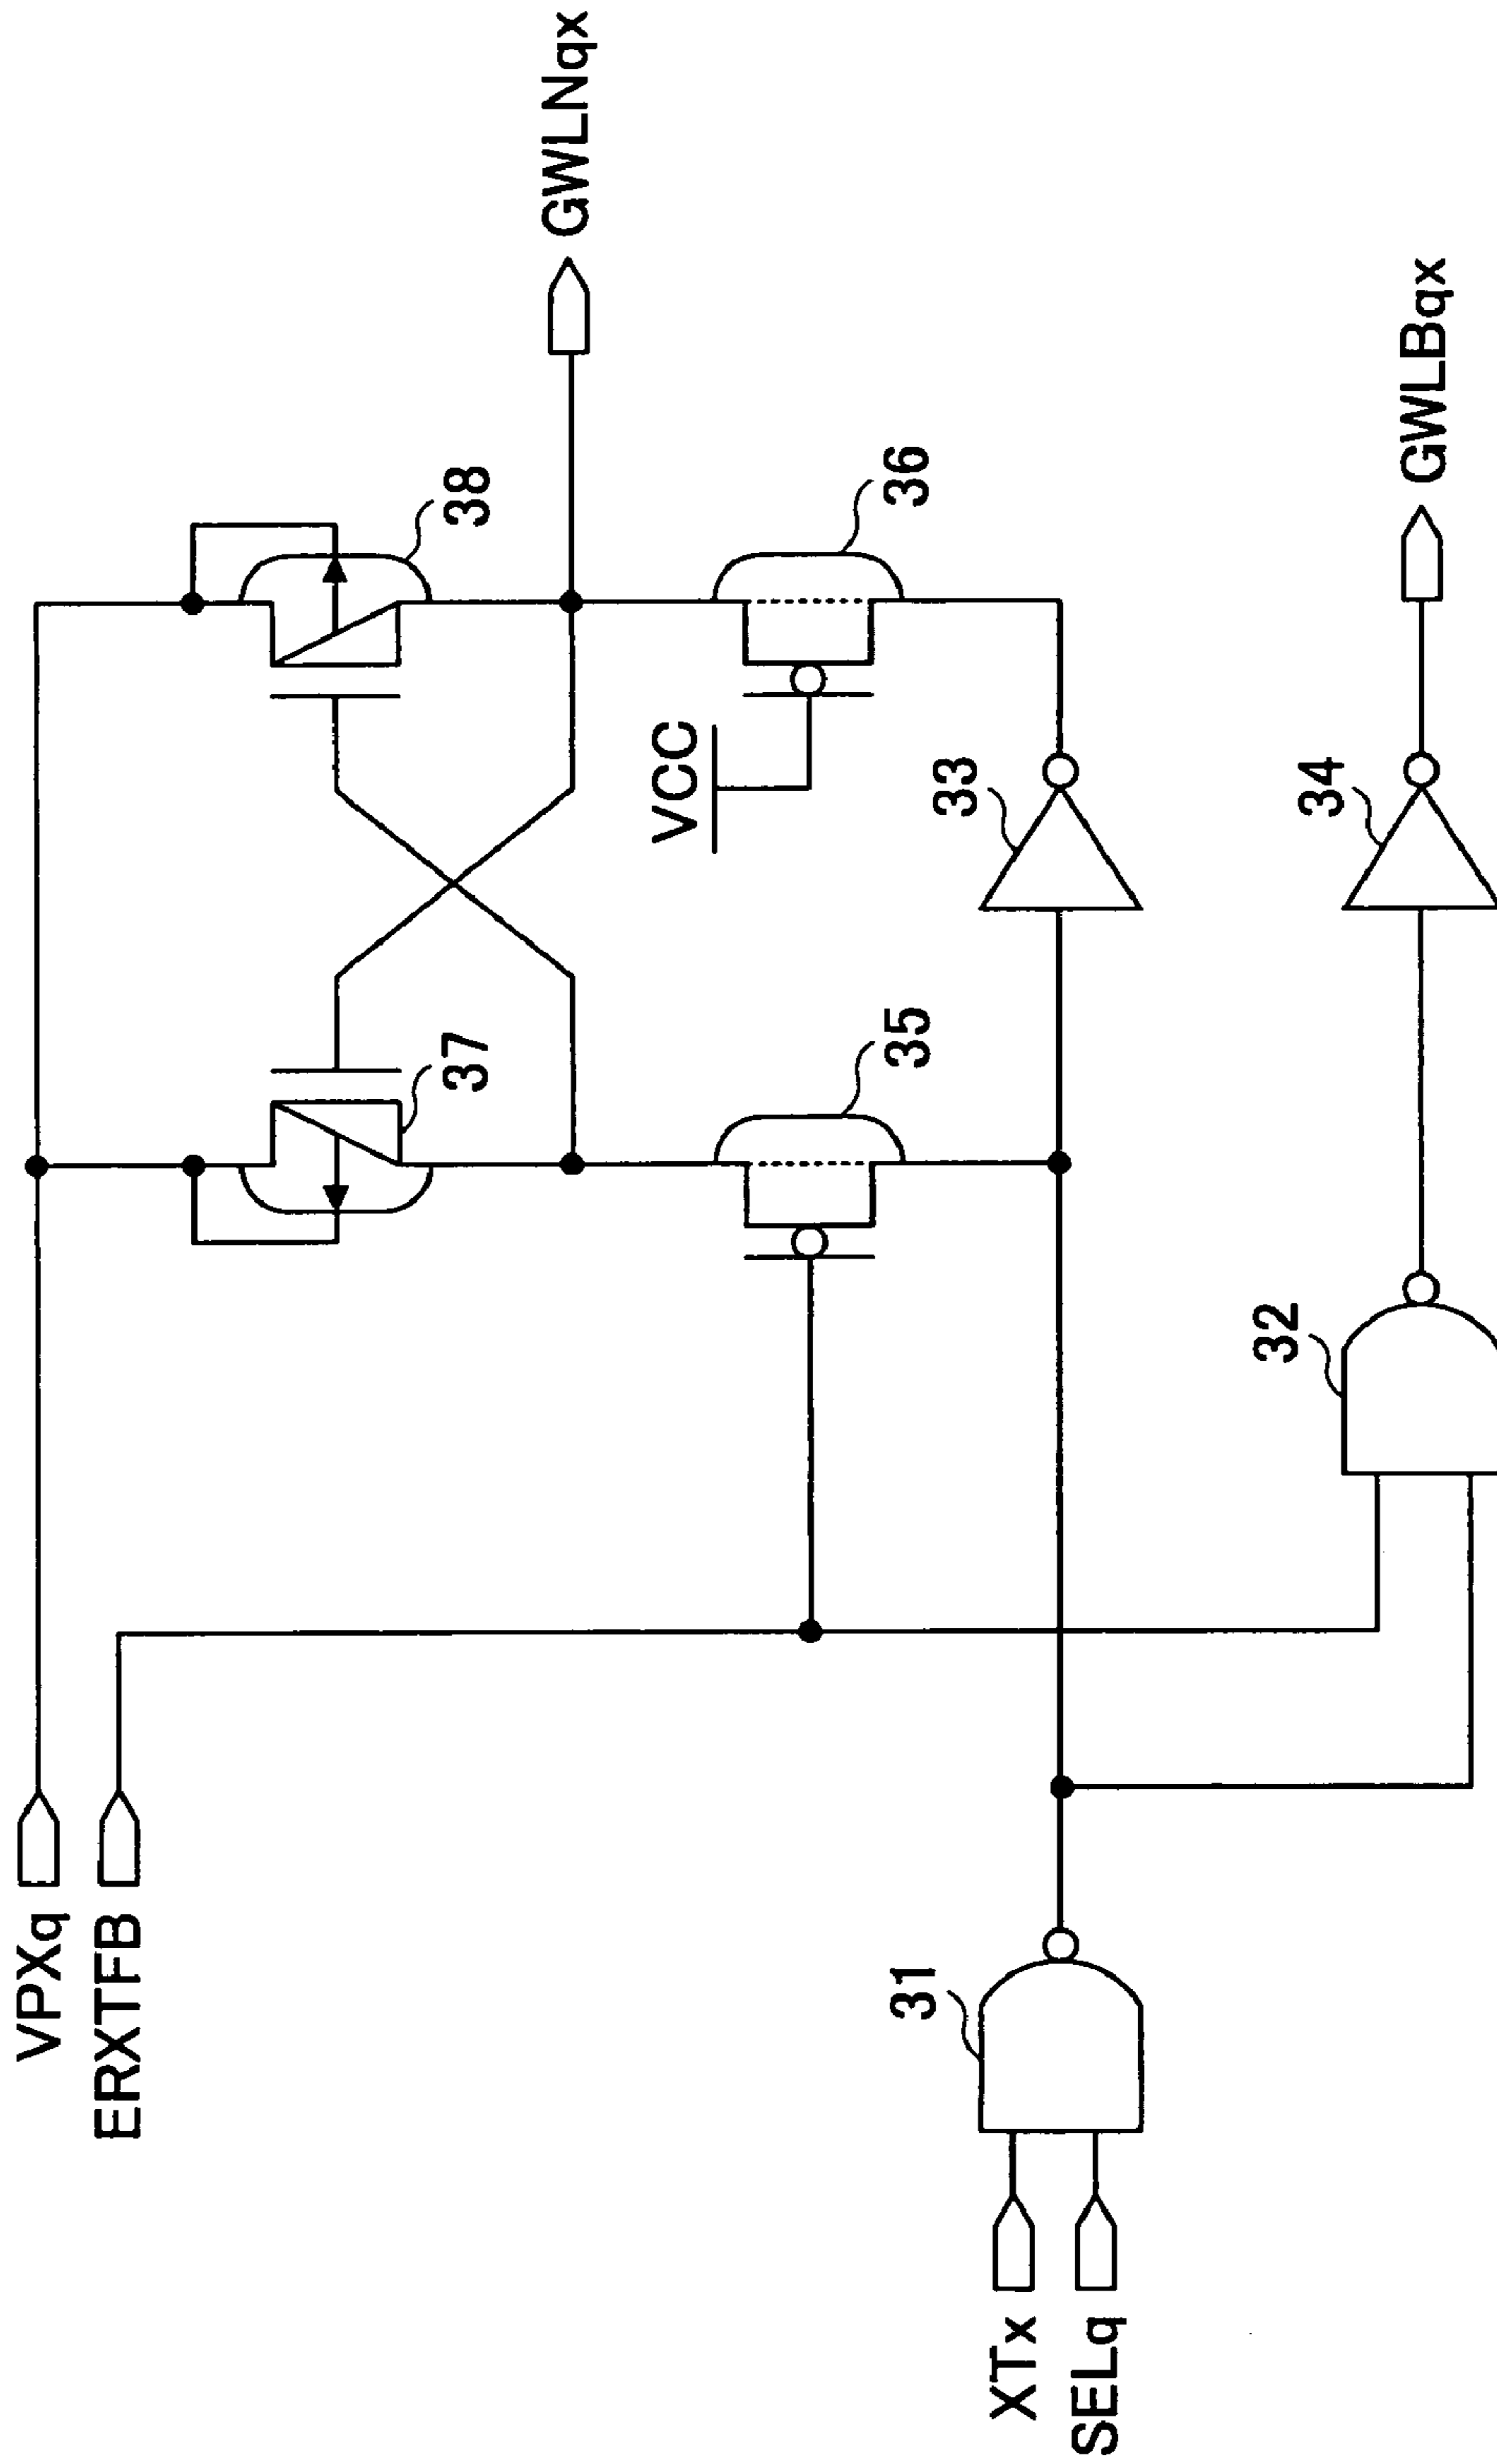 VPXq
ERXTFB
GWLNqx
37
38
VCC
35
36
31
33
XTx
SELq
32
34
GWLBqx